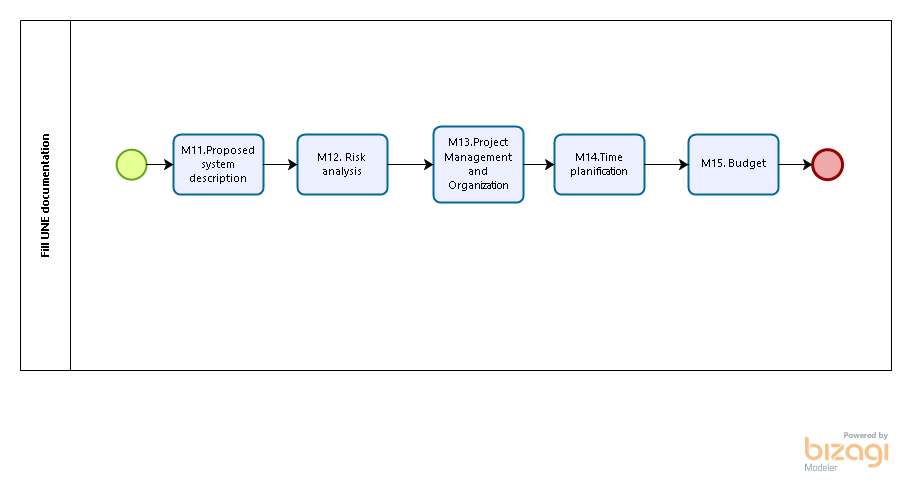 Fill UNE documentation
M11.Proposed
system
description
M12. Risk
analysis
M13.Project
Management
and
Organization
M14.Time
planification
M15. Budget
Powered by
bizagi
Modeler